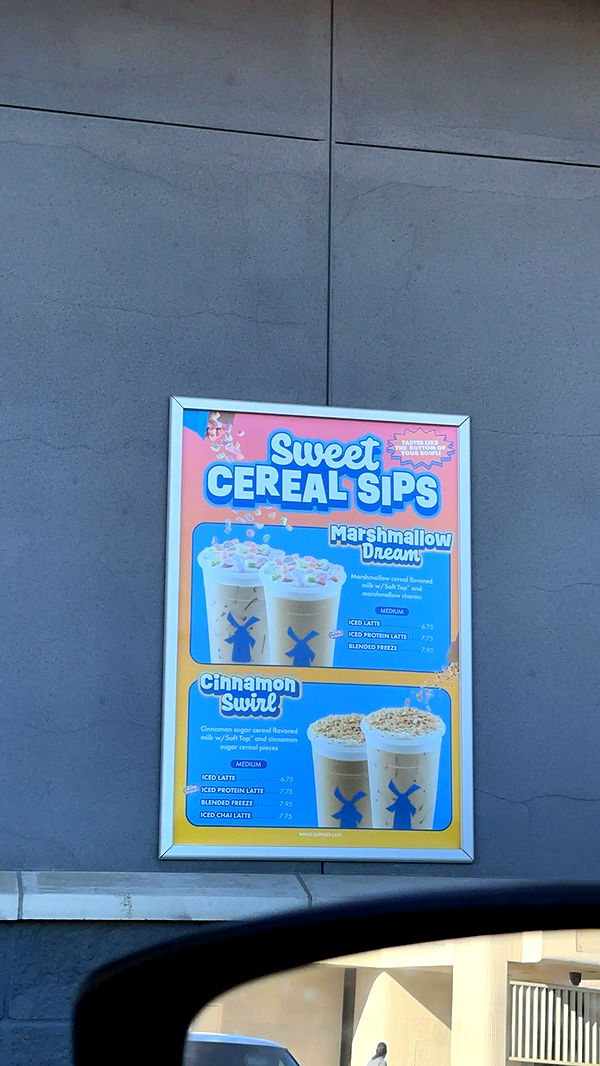 Sweet
CEREAL SIPS
TASTES LIKE
THE BOTTOM OF
YOUR BOWL!
Marshmallow
Dream
Marshmallow cereal flavored
milk w/Soft Top™ and
marshmallow charms
MEDIUM
ICED LATTE 6.75
ICED PROTEIN LATTE 7.75
BLENDED FREEZE 7.95
Cinnamon
Swirl
Cinnamon sugar cereal flavored
milk w/Soft Top™ and cinnamon
sugar cereal pieces
MEDIUM
ICED LATTE 6.75
ICED PROTEIN LATTE 7.75
BLENDED FREEZE 7.95
ICED CHAI LATTE 7.75
WHILE SUPPLIES LAST